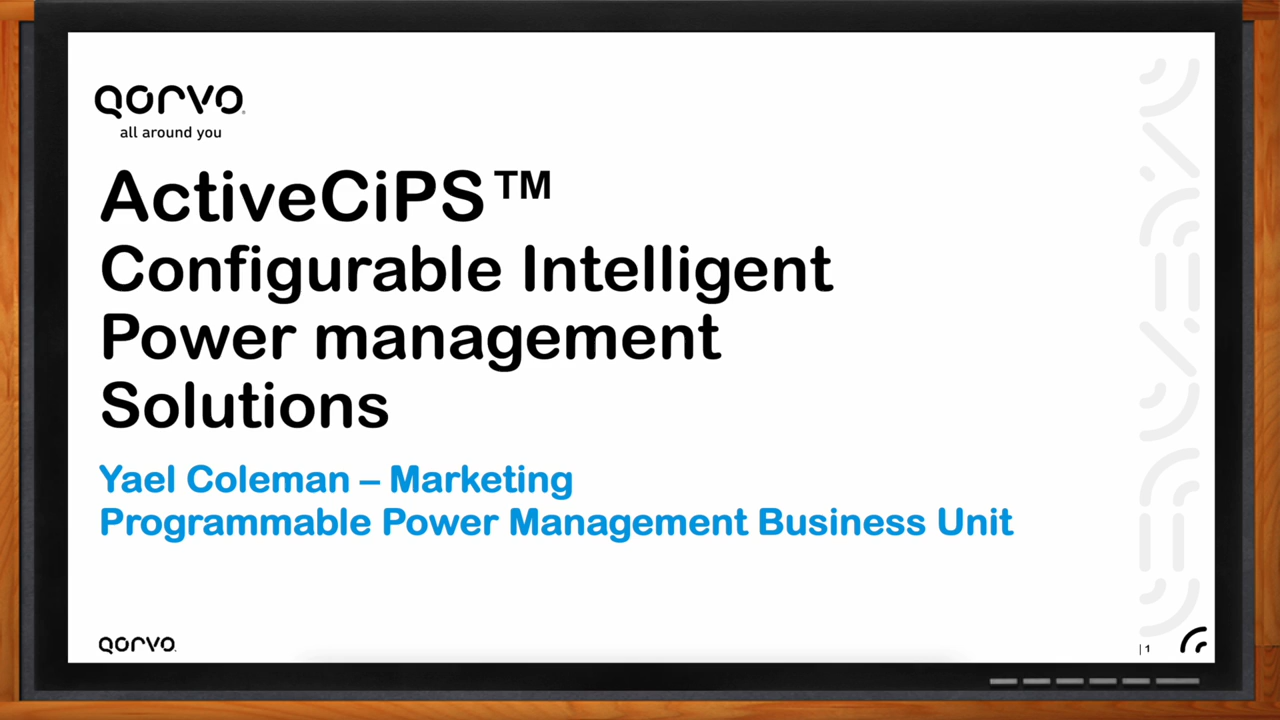 QORVO
all around you
ActiveCiPS™
Configurable Intelligent
Power management
Solutions
Yael Coleman – Marketing
Programmable Power Management Business Unit
QORVO
| 1